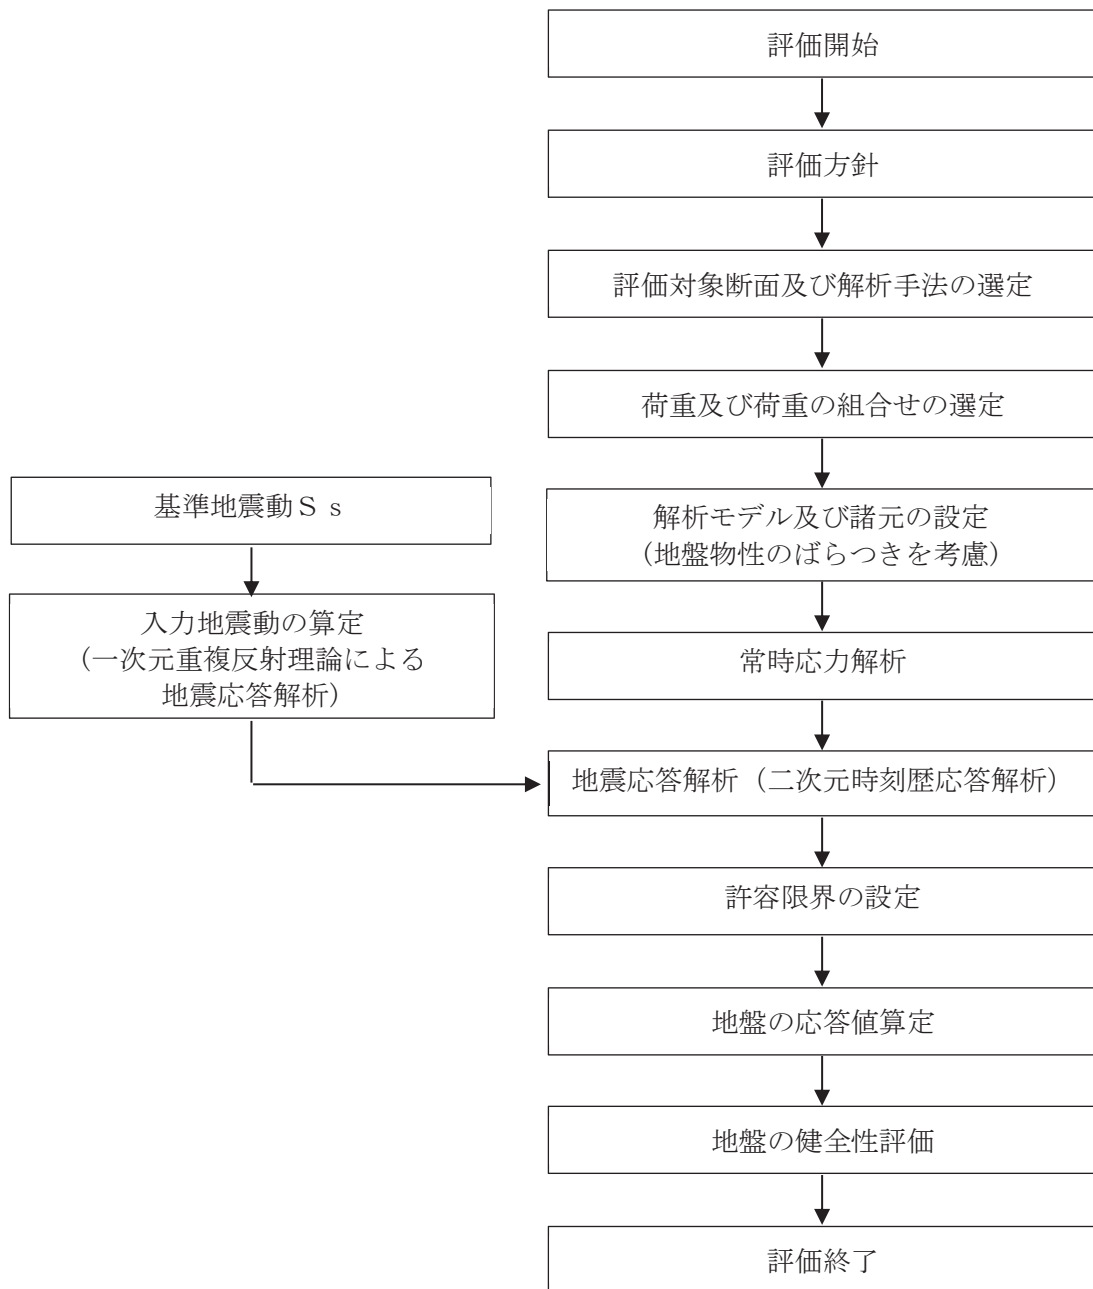 評価開始
評価方針
評価対象断面及び解析手法の選定
荷重及び荷重の組合せの選定
基準地震動Ｓｓ
解析モデル及び諸元の設定
（地盤物性のばらつきを考慮）
入力地震動の算定
（一次元重複反射理論による
地震応答解析）
常時応力解析
地震応答解析（二次元時刻歴応答解析）
許容限界の設定
地盤の応答値算定
地盤の健全性評価
評価終了